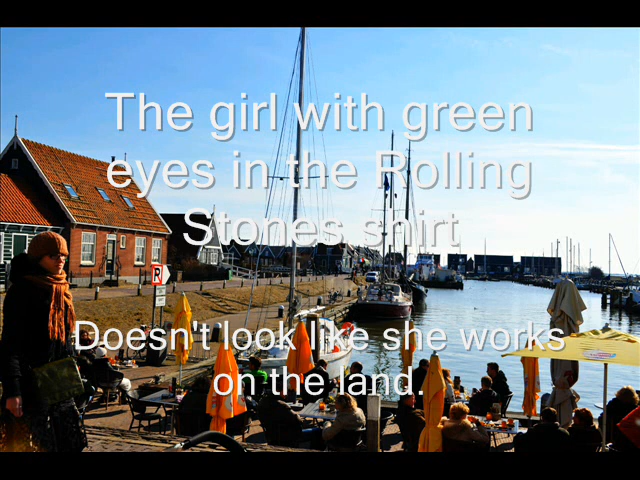 The girl with green
eyes in the Rolling
Stones shirt
Doesn't look like she works
on the land.
R